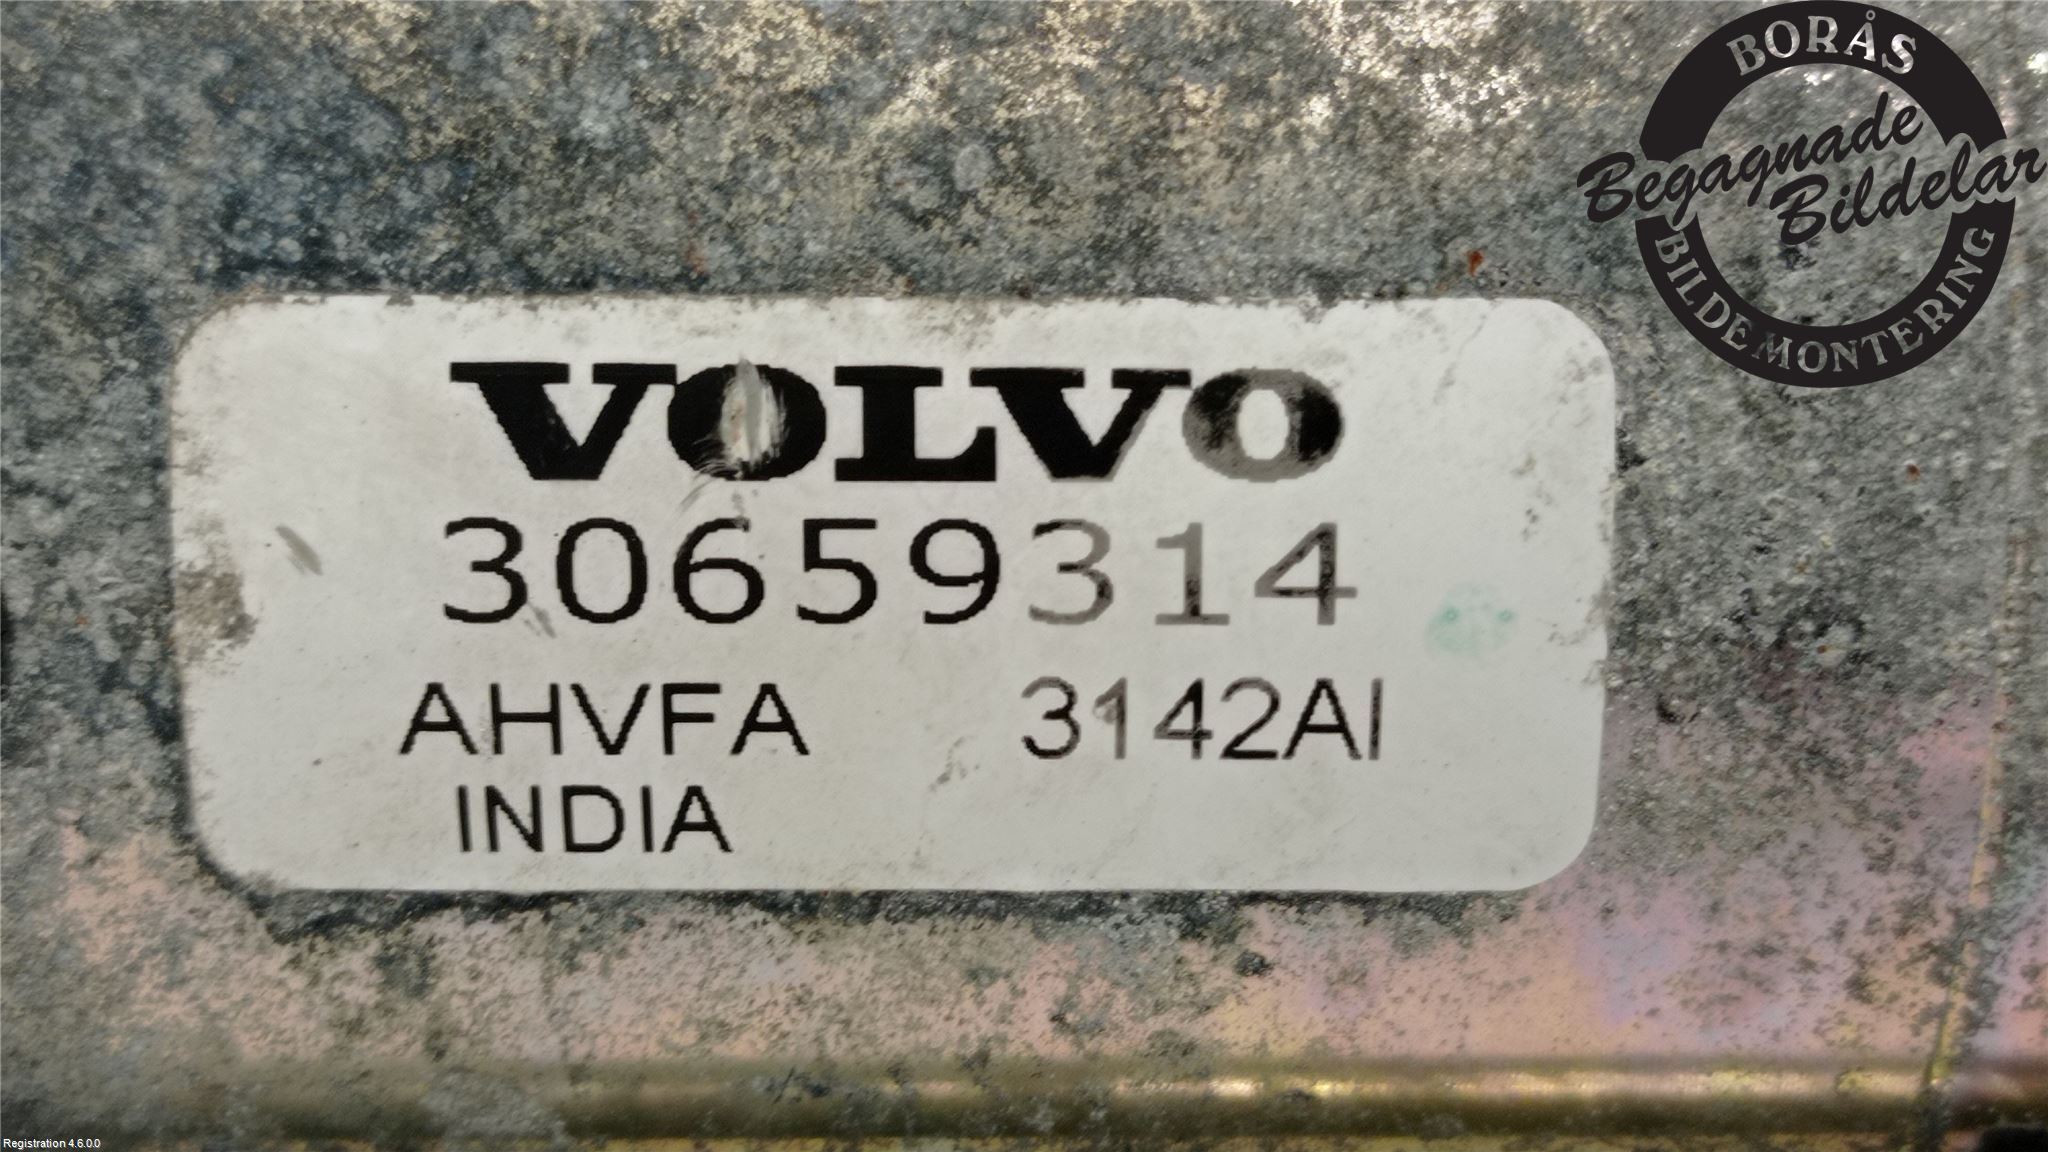 BORÅS
Begagnade
Bildelar
BILDEMONTERING
VOLVO
30659314
AHVFA 3142AI
INDIA
Registration 4.6.0.0